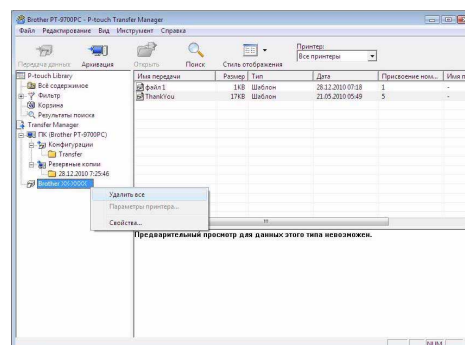 Brother PT-9700PC - P-touch Transfer Manager
Файл Редактирование Вид Инструмент Справка
Принтер:
Все принтеры
Передача данных Архивация Открыть Поиск Стиль отображения
P-touch Library
Всё содержимое
Фильтр
Корзина
Результаты поиска
Transfer Manager
ПК (Brother PT-9700PC)
Конфигурации
Transfer
Резервные копии
28.12.2010 7:25:46
Brother XX-XXXX
Имя передачи Размер Тип Дата Присвоение ном... Имя п
файл 1 1KB Шаблон 28.12.2010 07:18 1 -
ThankYou 17KB Шаблон 21.05.2010 05:49 5 -
Удалить все
Параметры принтера...
Свойства...
Предварительный просмотр для данных этого типа невозможен.
NUM